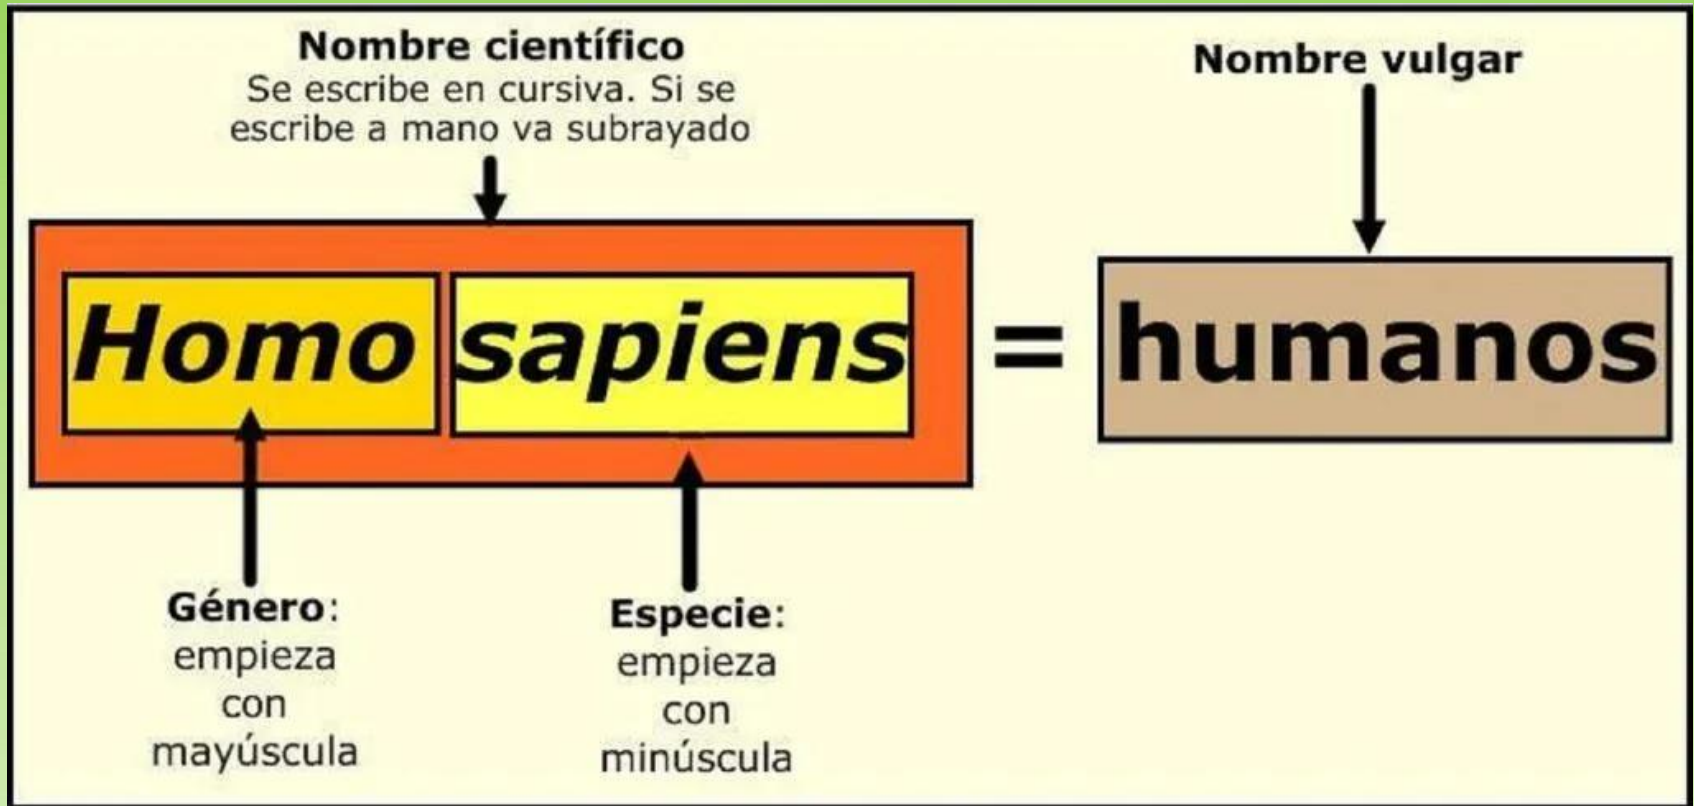 Nombre científico
Se escribe en cursiva. Si se
escribe a mano va subrayado
Nombre vulgar
Homo sapiens = humanos
Género:
empieza
con
mayúscula
Especie:
empieza
con
minúscula